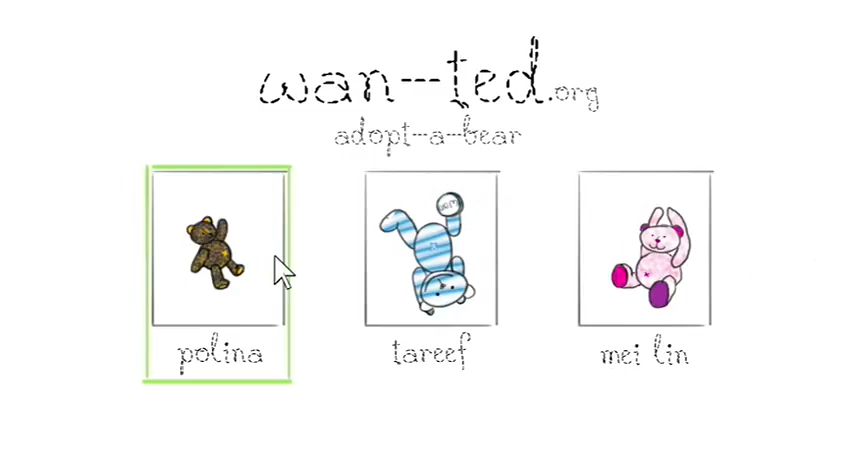 wan-ted.org
adopt-a-bear
polina
tareef
mei lin